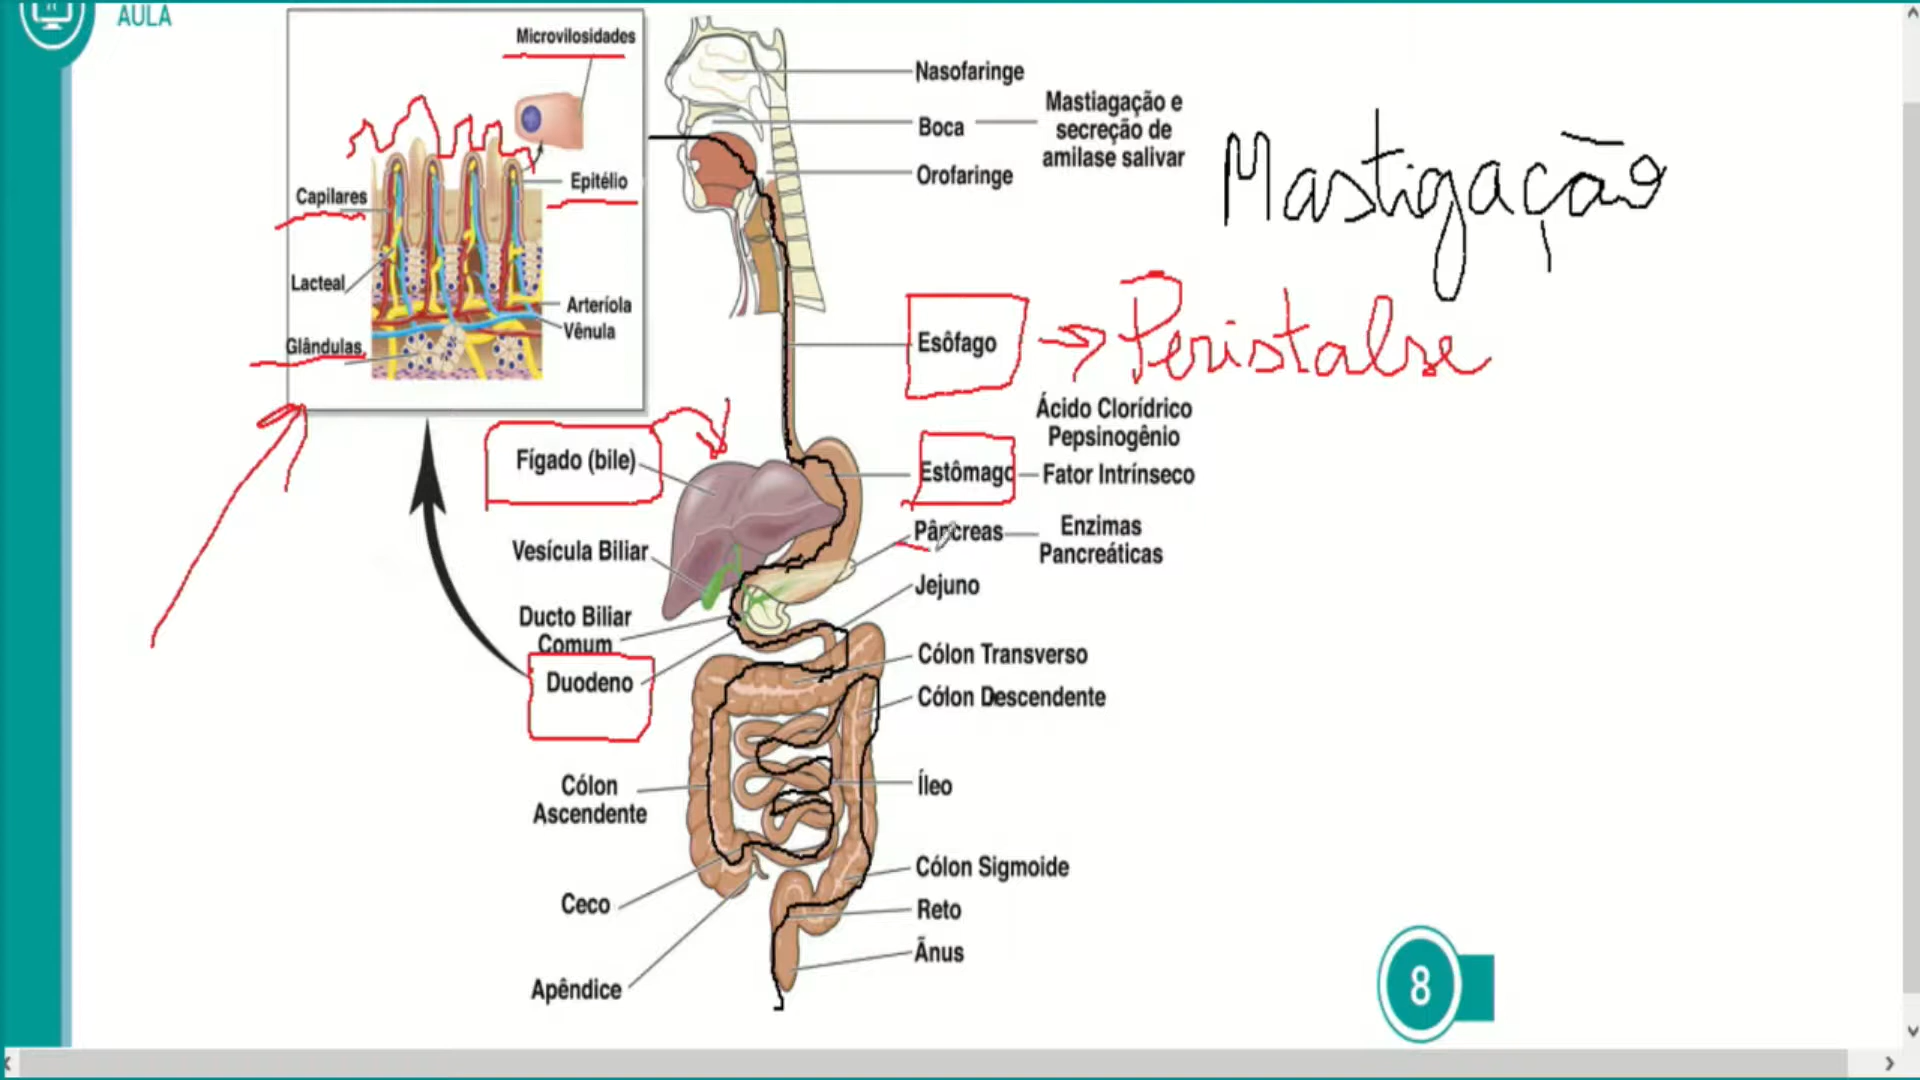 AULA
Microvilosidades
Epitélio
Capilares
Lacteal
Arteríola
Vênula
Glândulas
Nasofaringe
Boca
Mastiagação e
secreção de
amilase salivar
Orofaringe
Mastigação
Esôfago
Peristalse
Ácido Clorídrico
Pepsinogênio
Fator Intrínseco
Estômago
Fígado (bile)
Pâncreas
Enzimas
Pancreáticas
Vesícula Biliar
Jejuno
Ducto Biliar
Comum
Duodeno
Cólon Transverso
Cólon Descendente
Cólon
Ascendente
Íleo
Cólon Sigmoide
Ceco
Reto
Ãnus
Apêndice
8